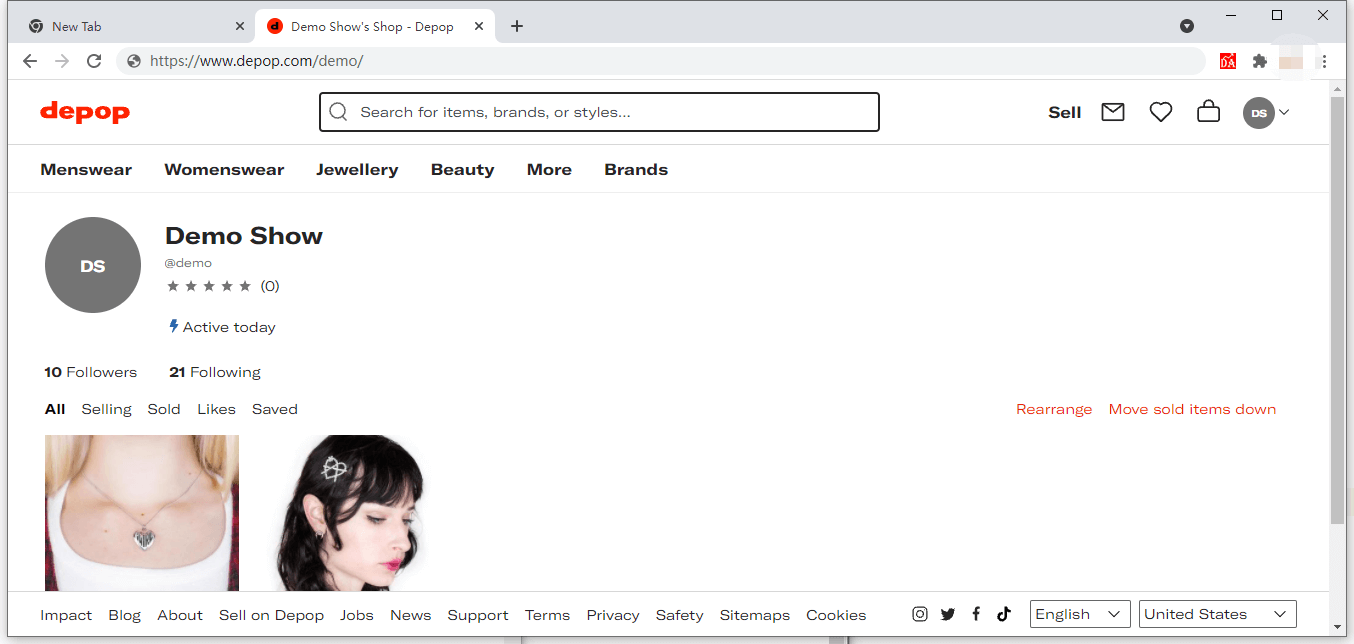 New Tab
Demo Show's Shop - Depop
https://www.depop.com/demo/
DA
depop
Search for items, brands, or styles...
Sell
DS
Menswear Womenswear Jewellery Beauty More Brands
DS
Demo Show
@demo
(0)
Active today
10 Followers 21 Following
All Selling Sold Likes Saved
Rearrange Move sold items down
Impact Blog About Sell on Depop Jobs News Support Terms Privacy Safety Sitemaps Cookies
English
United States